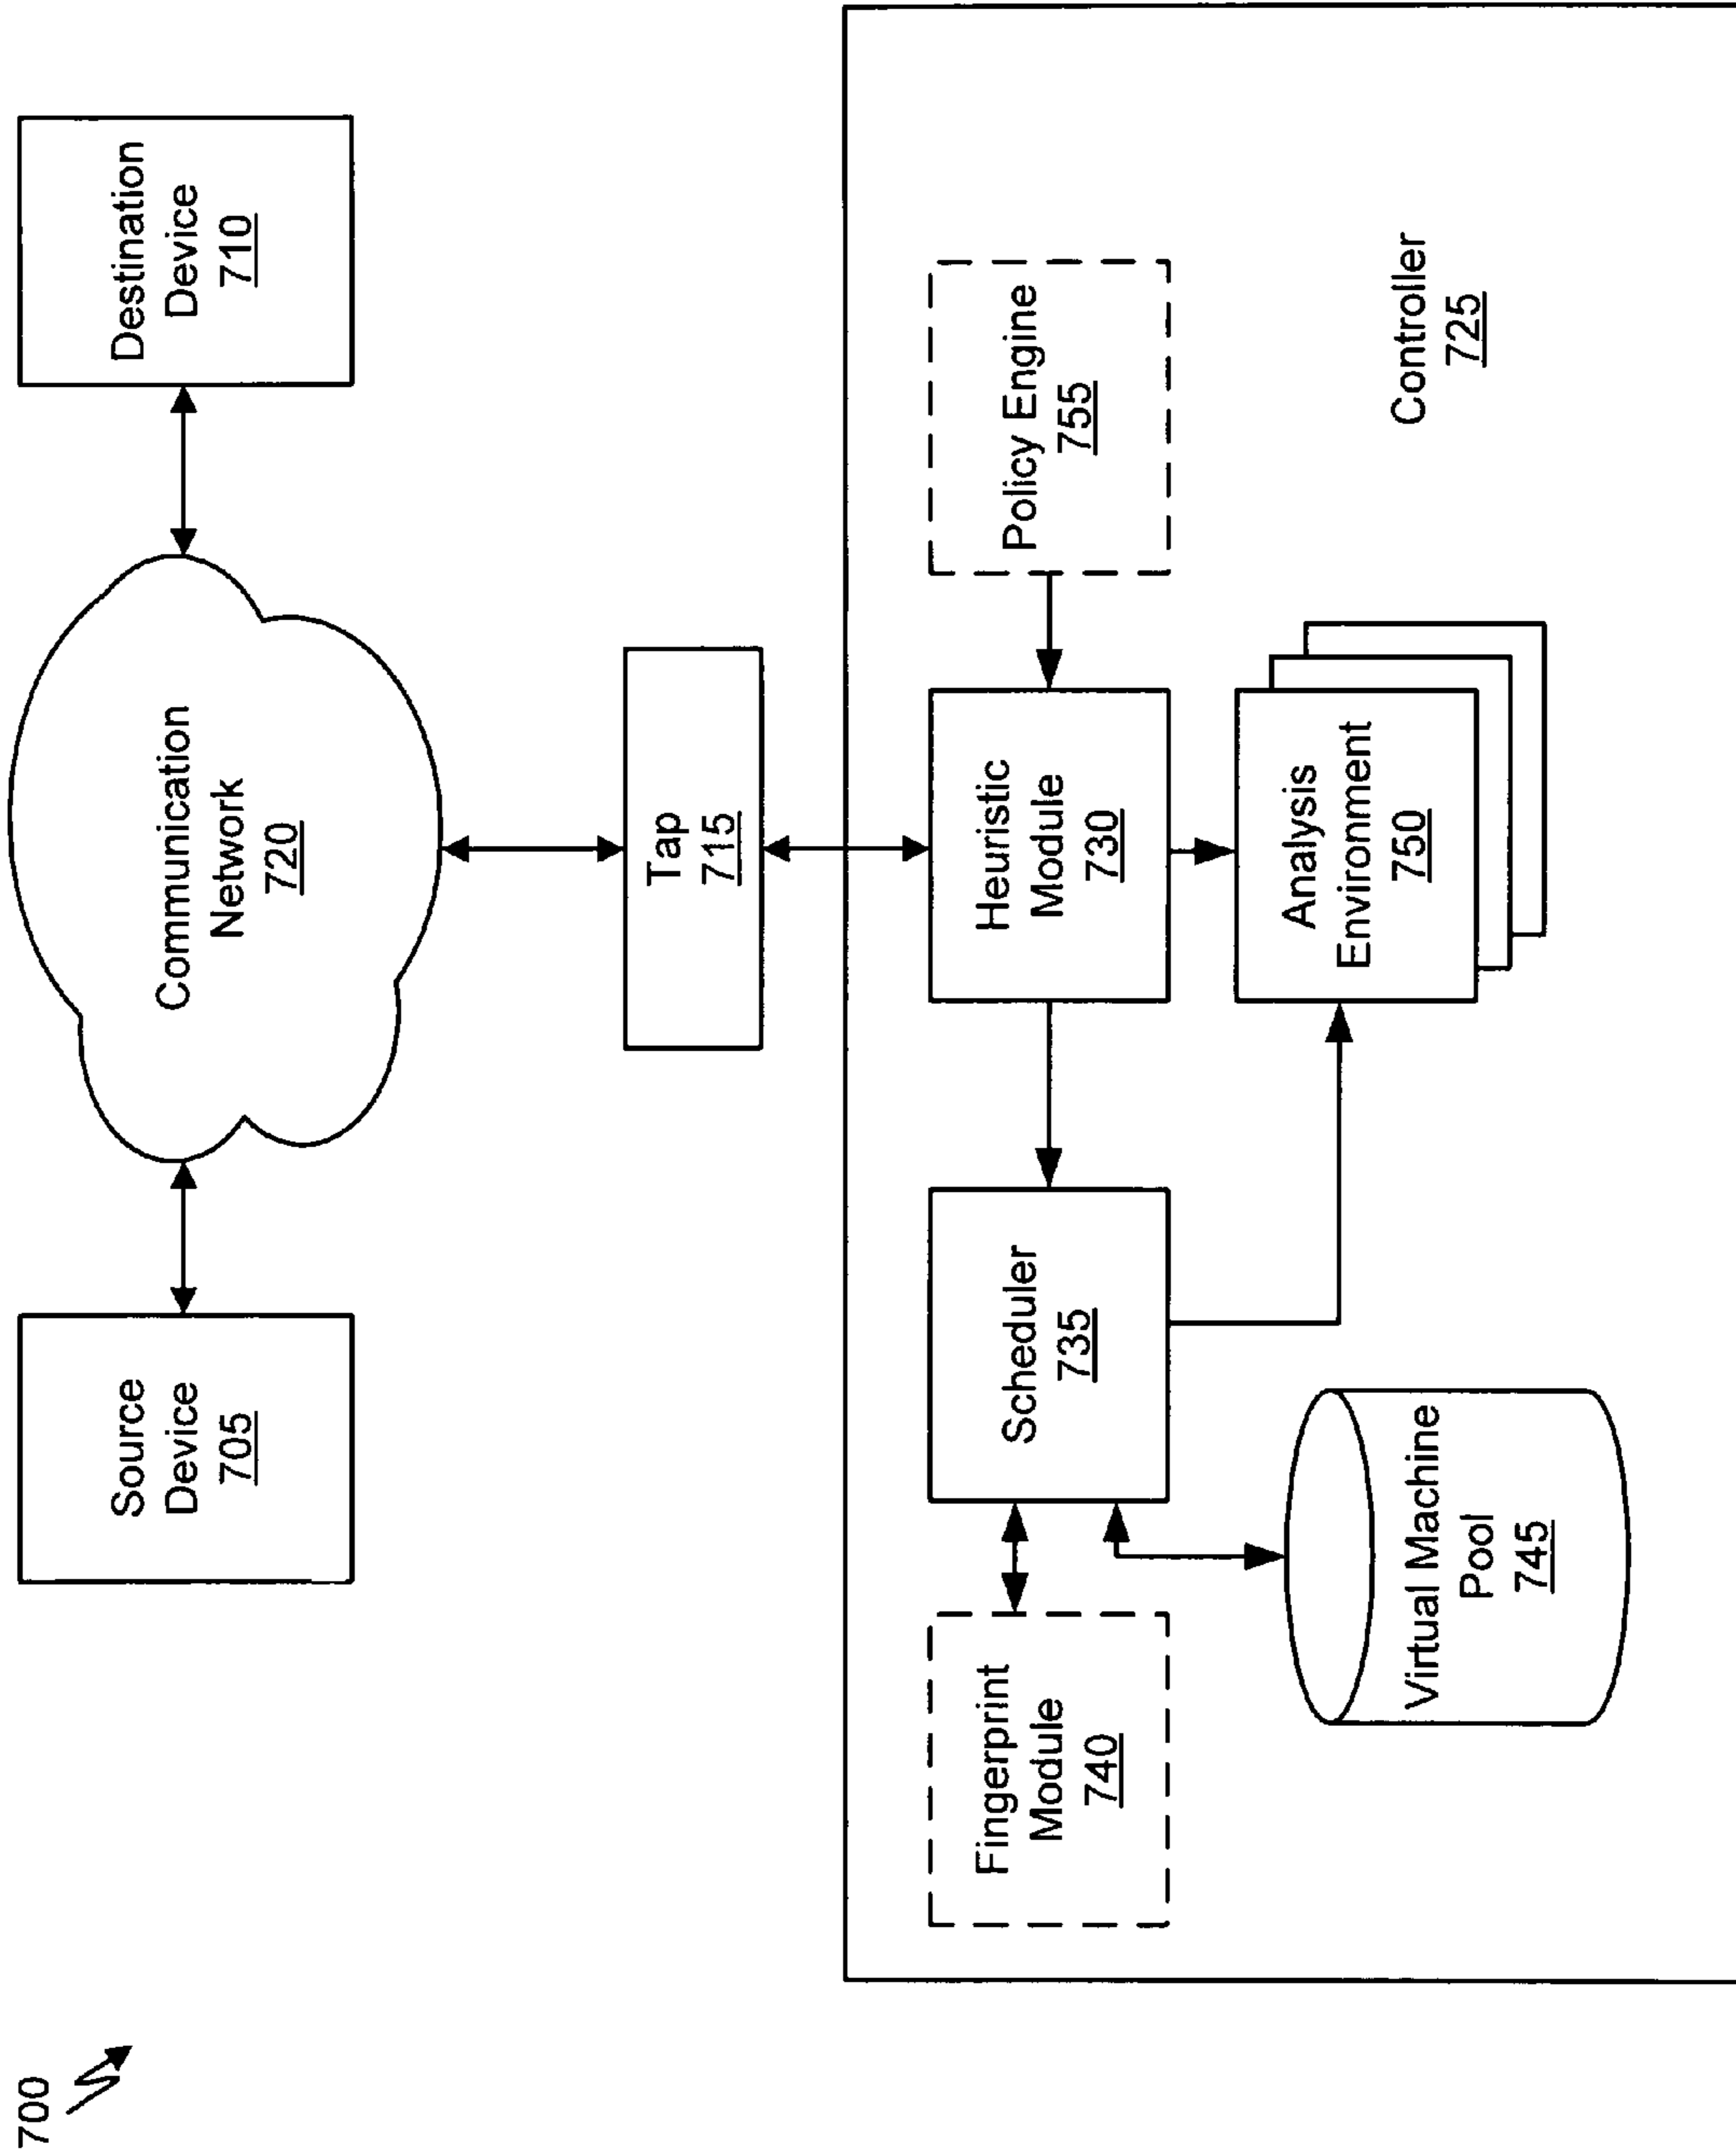 700
Source
Device
705
Communication
Network
720
Destination
Device
710
Tap
715
Fingerprint
Module
740
Scheduler
735
Heuristic
Module
730
Policy Engine
755
Virtual Machine
Pool
745
Analysis
Environment
750
Controller
725